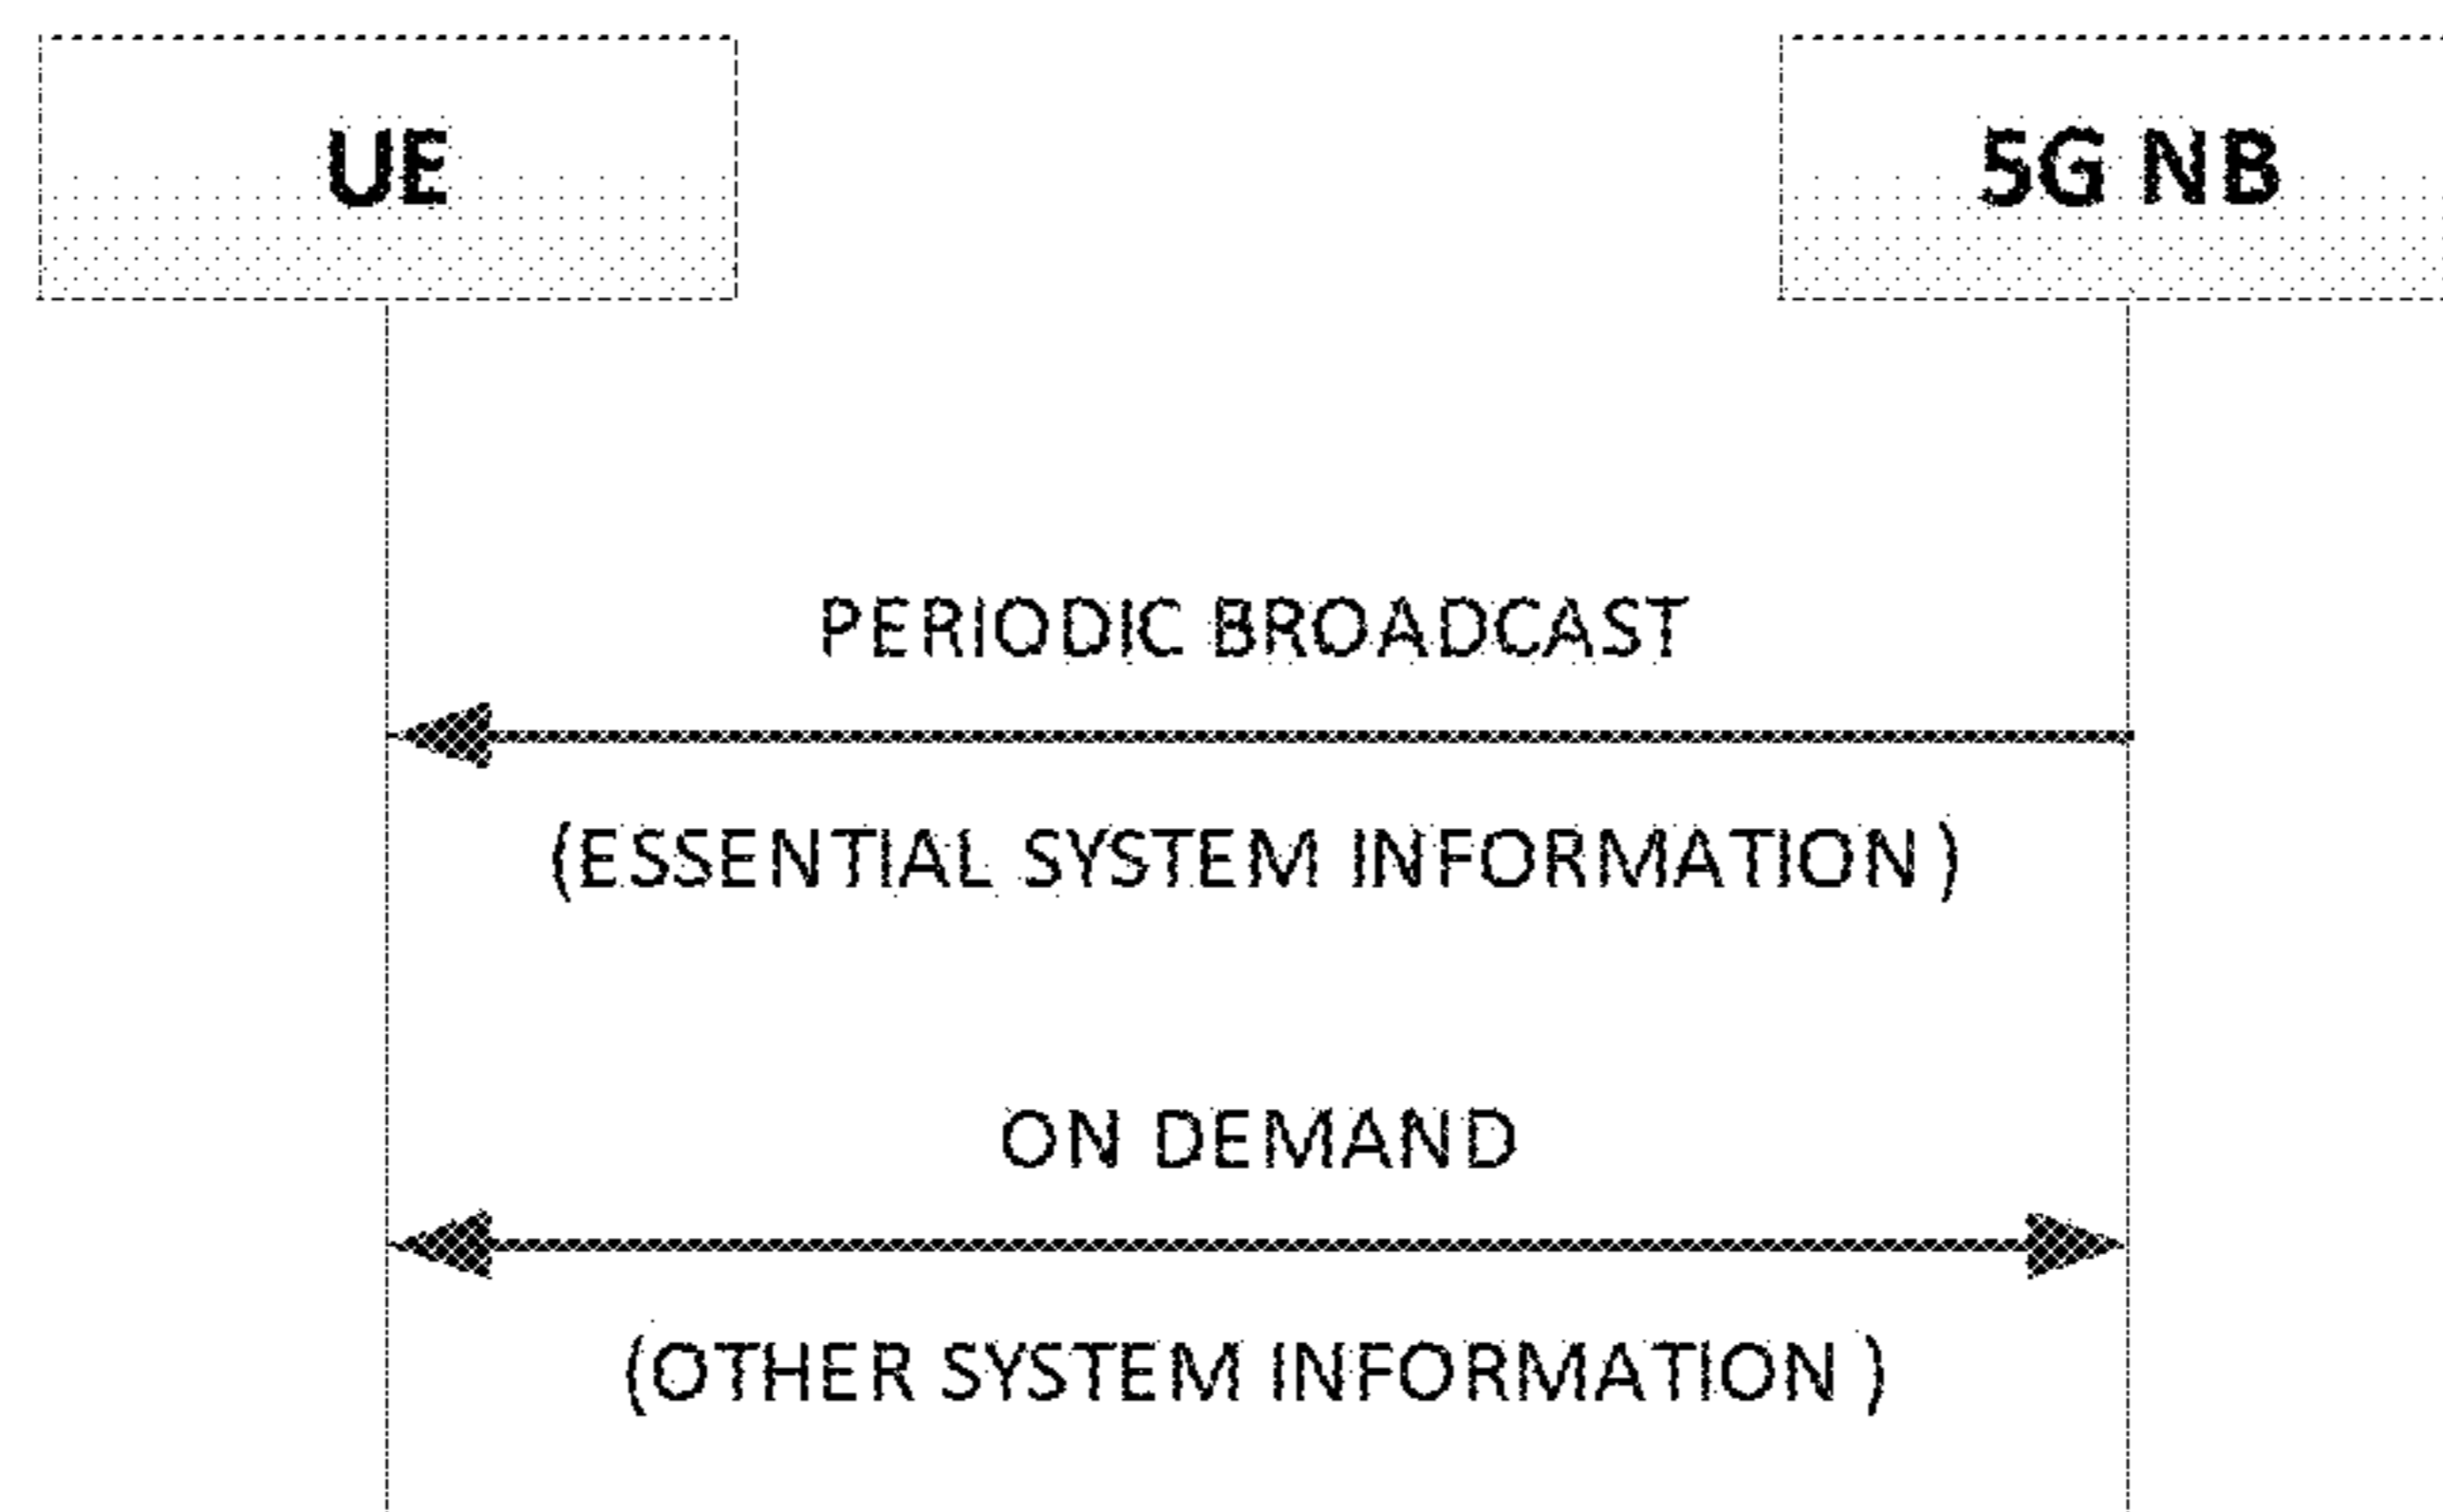 UE
5G NB
PERIODIC BROADCAST
(ESSENTIAL SYSTEM INFORMATION )
ON DEMAND
(OTHER SYSTEM INFORMATION )